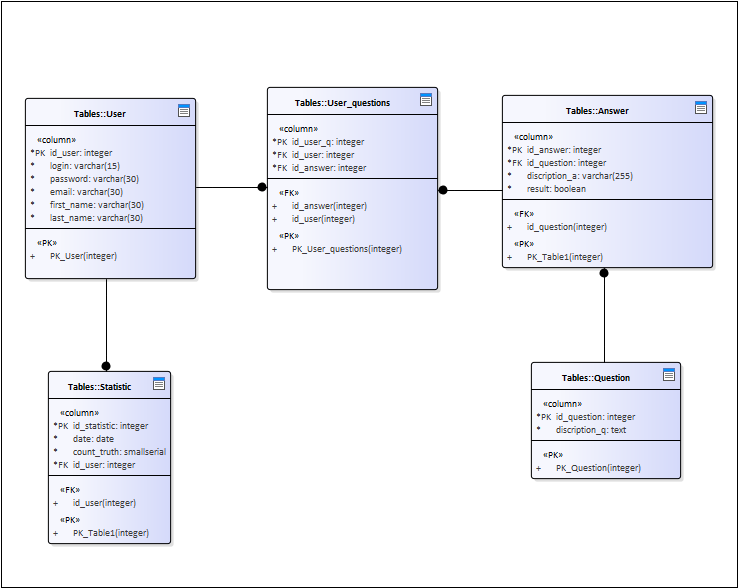 Tables::User
«column»
*PK id_user: integer
* login: varchar(15)
* password: varchar(30)
* email: varchar(30)
* first_name: varchar(30)
* last_name: varchar(30)
«PK»
+ PK_User(integer)
Tables::User_questions
«column»
*PK id_user_q: integer
*FK id_user: integer
*FK id_answer: integer
«FK»
+ id_answer(integer)
+ id_user(integer)
«PK»
+ PK_User_questions(integer)
Tables::Answer
«column»
*PK id_answer: integer
*FK id_question: integer
* discription_a: varchar(255)
* result: boolean
«FK»
+ id_question(integer)
«PK»
+ PK_Table1(integer)
Tables::Statistic
«column»
*PK id_statistic: integer
* date: date
* count_truth: smallserial
*FK id_user: integer
«FK»
+ id_user(integer)
«PK»
+ PK_Table1(integer)
Tables::Question
«column»
*PK id_question: integer
* discription_q: text
«PK»
+ PK_Question(integer)